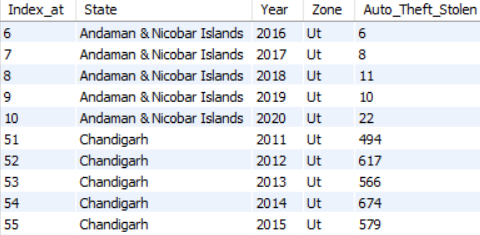 Index_at State Year Zone Auto_Theft_Stolen
6 Andaman & Nicobar Islands 2016 Ut 6
7 Andaman & Nicobar Islands 2017 Ut 8
8 Andaman & Nicobar Islands 2018 Ut 11
9 Andaman & Nicobar Islands 2019 Ut 10
10 Andaman & Nicobar Islands 2020 Ut 22
51 Chandigarh 2011 Ut 494
52 Chandigarh 2012 Ut 617
53 Chandigarh 2013 Ut 566
54 Chandigarh 2014 Ut 674
55 Chandigarh 2015 Ut 579